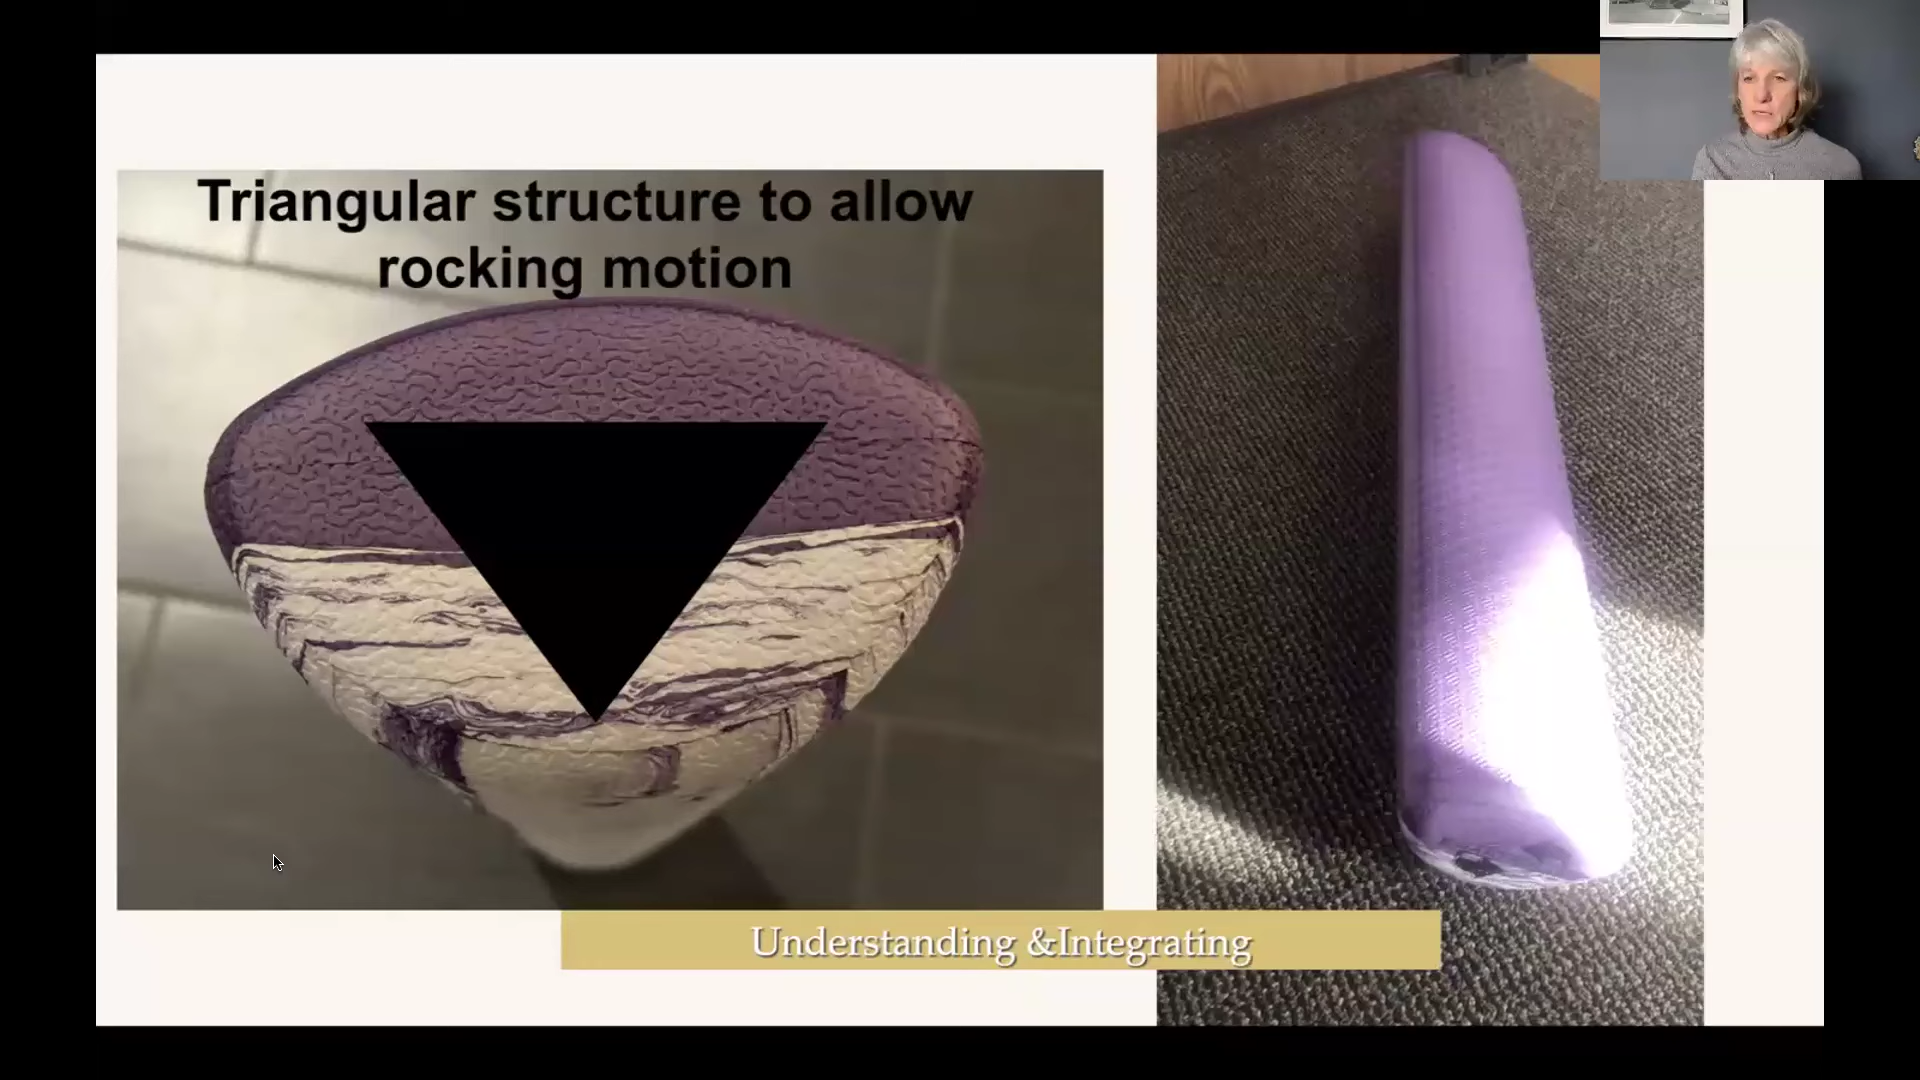 Triangular structure to allow
rocking motion
Understanding &Integrating